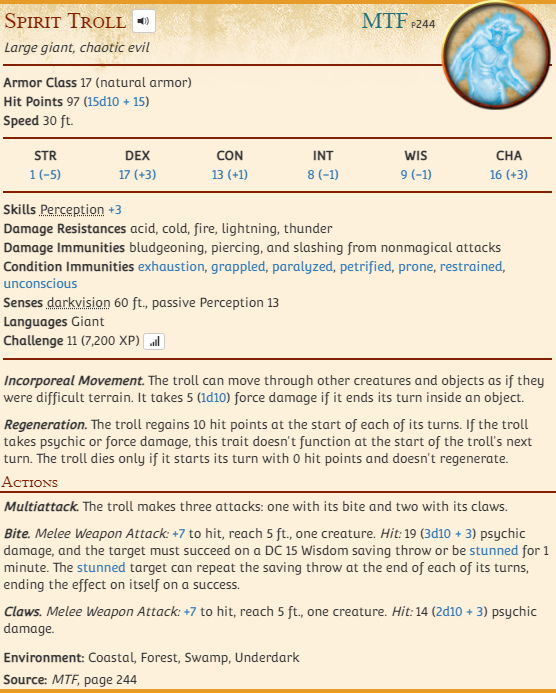 SPIRIT TROLL MTF P244
Large giant, chaotic evil
Armor Class 17 (natural armor)
Hit Points 97 (15d10 + 15)
Speed 30 ft.
STR DEX CON INT WIS CHA
1 (−5) 17 (+3) 13 (+1) 8 (−1) 9 (−1) 16 (+3)
Skills Perception +3
Damage Resistances acid, cold, fire, lightning, thunder
Damage Immunities bludgeoning, piercing, and slashing from nonmagical attacks
Condition Immunities exhaustion, grappled, paralyzed, petrified, prone, restrained,
unconscious
Senses darkvision 60 ft., passive Perception 13
Languages Giant
Challenge 11 (7,200 XP)
Incorporeal Movement. The troll can move through other creatures and objects as if they
were difficult terrain. It takes 5 (1d10) force damage if it ends its turn inside an object.
Regeneration. The troll regains 10 hit points at the start of each of its turns. If the troll
takes psychic or force damage, this trait doesn't function at the start of the troll's next
turn. The troll dies only if it starts its turn with 0 hit points and doesn't regenerate.
ACTIONS
Multiattack. The troll makes three attacks: one with its bite and two with its claws.
Bite. Melee Weapon Attack: +7 to hit, reach 5 ft., one creature. Hit: 19 (3d10 + 3) psychic
damage, and the target must succeed on a DC 15 Wisdom saving throw or be stunned for 1
minute. The stunned target can repeat the saving throw at the end of each of its turns,
ending the effect on itself on a success.
Claws. Melee Weapon Attack: +7 to hit, reach 5 ft., one creature. Hit: 14 (2d10 + 3) psychic
damage.
Environment: Coastal, Forest, Swamp, Underdark
Source: MTF, page 244